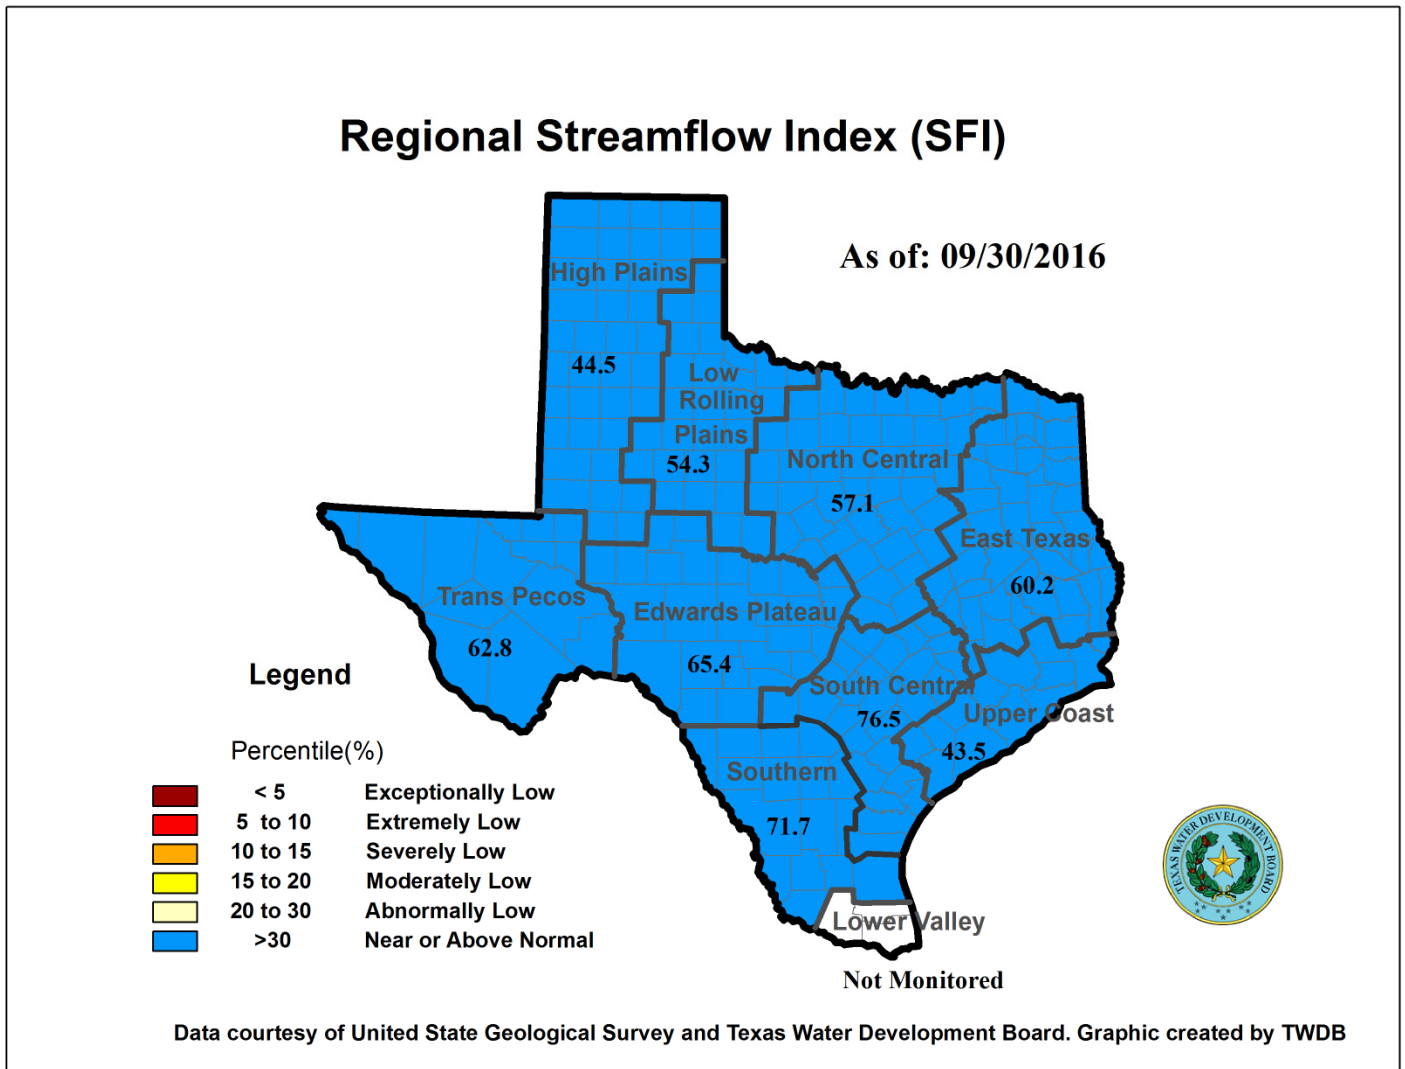 Regional Streamflow Index (SFI)
As of: 09/30/2016
High Plains
44.5
Low
Rolling
Plains
54.3
North Central
57.1
East Texas
60.2
Trans Pecos
62.8
Edwards Plateau
65.4
South Central
76.5
Upper Coast
43.5
Southern
71.7
Lower Valley
Not Monitored
Legend
Percentile(%)
< 5 Exceptionally Low
5 to 10 Extremely Low
10 to 15 Severely Low
15 to 20 Moderately Low
20 to 30 Abnormally Low
>30 Near or Above Normal
TEXAS WATER DEVELOPMENT BOARD
Data courtesy of United State Geological Survey and Texas Water Development Board. Graphic created by TWDB